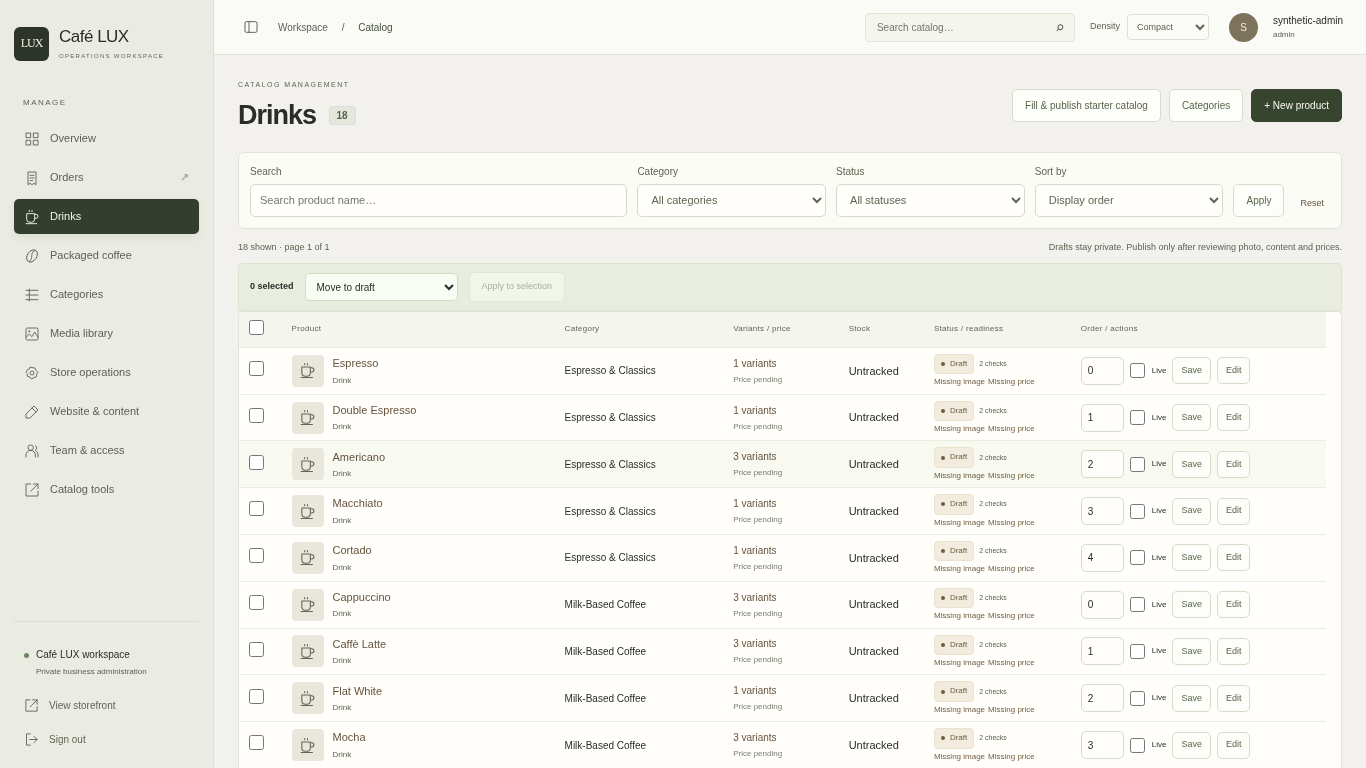 LUX
Café LUX
OPERATIONS WORKSPACE
MANAGE
Overview
Orders ↗
Drinks
Packaged coffee
Categories
Media library
Store operations
Website & content
Team & access
Catalog tools
Café LUX workspace
Private business administration
View storefront
Sign out
Workspace / Catalog
Search catalog…
Density Compact
S
synthetic-admin
admin
CATALOG MANAGEMENT
Drinks 18
Fill & publish starter catalog
Categories
+ New product
Search Category Status Sort by
Search product name… All categories All statuses Display order Apply Reset
18 shown · page 1 of 1
Drafts stay private. Publish only after reviewing photo, content and prices.
0 selected Move to draft Apply to selection
Product Category Variants / price Stock Status / readiness Order / actions
Espresso
Drink
Espresso & Classics
1 variants
Price pending
Untracked
Draft 2 checks
Missing image Missing price
0 Live Save Edit
Double Espresso
Drink
Espresso & Classics
1 variants
Price pending
Untracked
Draft 2 checks
Missing image Missing price
1 Live Save Edit
Americano
Drink
Espresso & Classics
3 variants
Price pending
Untracked
Draft 2 checks
Missing image Missing price
2 Live Save Edit
Macchiato
Drink
Espresso & Classics
1 variants
Price pending
Untracked
Draft 2 checks
Missing image Missing price
3 Live Save Edit
Cortado
Drink
Espresso & Classics
1 variants
Price pending
Untracked
Draft 2 checks
Missing image Missing price
4 Live Save Edit
Cappuccino
Drink
Milk-Based Coffee
3 variants
Price pending
Untracked
Draft 2 checks
Missing image Missing price
0 Live Save Edit
Caffè Latte
Drink
Milk-Based Coffee
3 variants
Price pending
Untracked
Draft 2 checks
Missing image Missing price
1 Live Save Edit
Flat White
Drink
Milk-Based Coffee
1 variants
Price pending
Untracked
Draft 2 checks
Missing image Missing price
2 Live Save Edit
Mocha
Drink
Milk-Based Coffee
3 variants
Price pending
Untracked
Draft 2 checks
Missing image Missing price
3 Live Save Edit